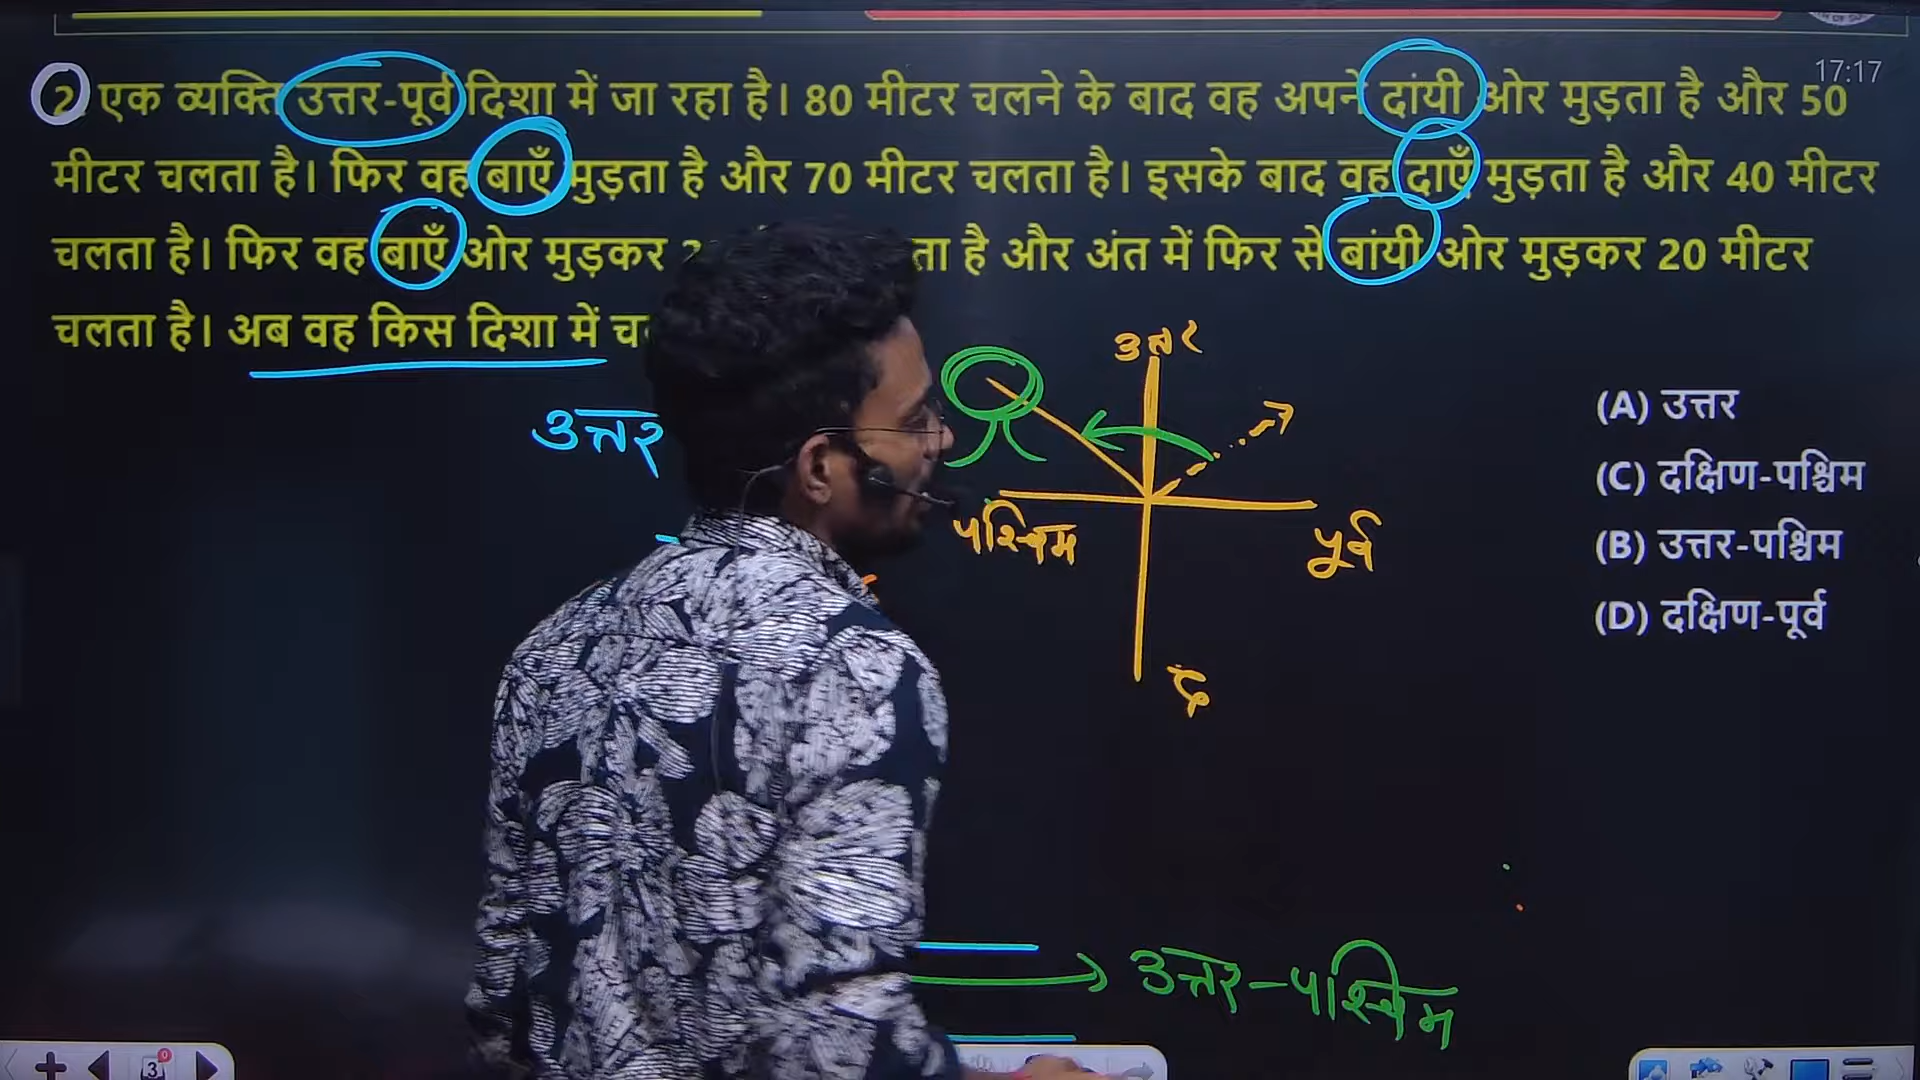 17:17
2. एक व्यक्ति उत्तर-पूर्व दिशा में जा रहा है। 80 मीटर चलने के बाद वह अपने दांयी ओर मुड़ता है और 50
मीटर चलता है। फिर वह बाएँ मुड़ता है और 70 मीटर चलता है। इसके बाद वह दाएँ मुड़ता है और 40 मीटर
चलता है। फिर वह बाएँ ओर मुड़कर है और अंत में फिर से बांयी ओर मुड़कर 20 मीटर
चलता है। अब वह किस दिशा में
उत्तर
उत्तर
पश्चिम
पूर्व
द
(A) उत्तर
(C) दक्षिण-पश्चिम
(B) उत्तर-पश्चिम
(D) दक्षिण-पूर्व
उत्तर-पश्चिम
3
0